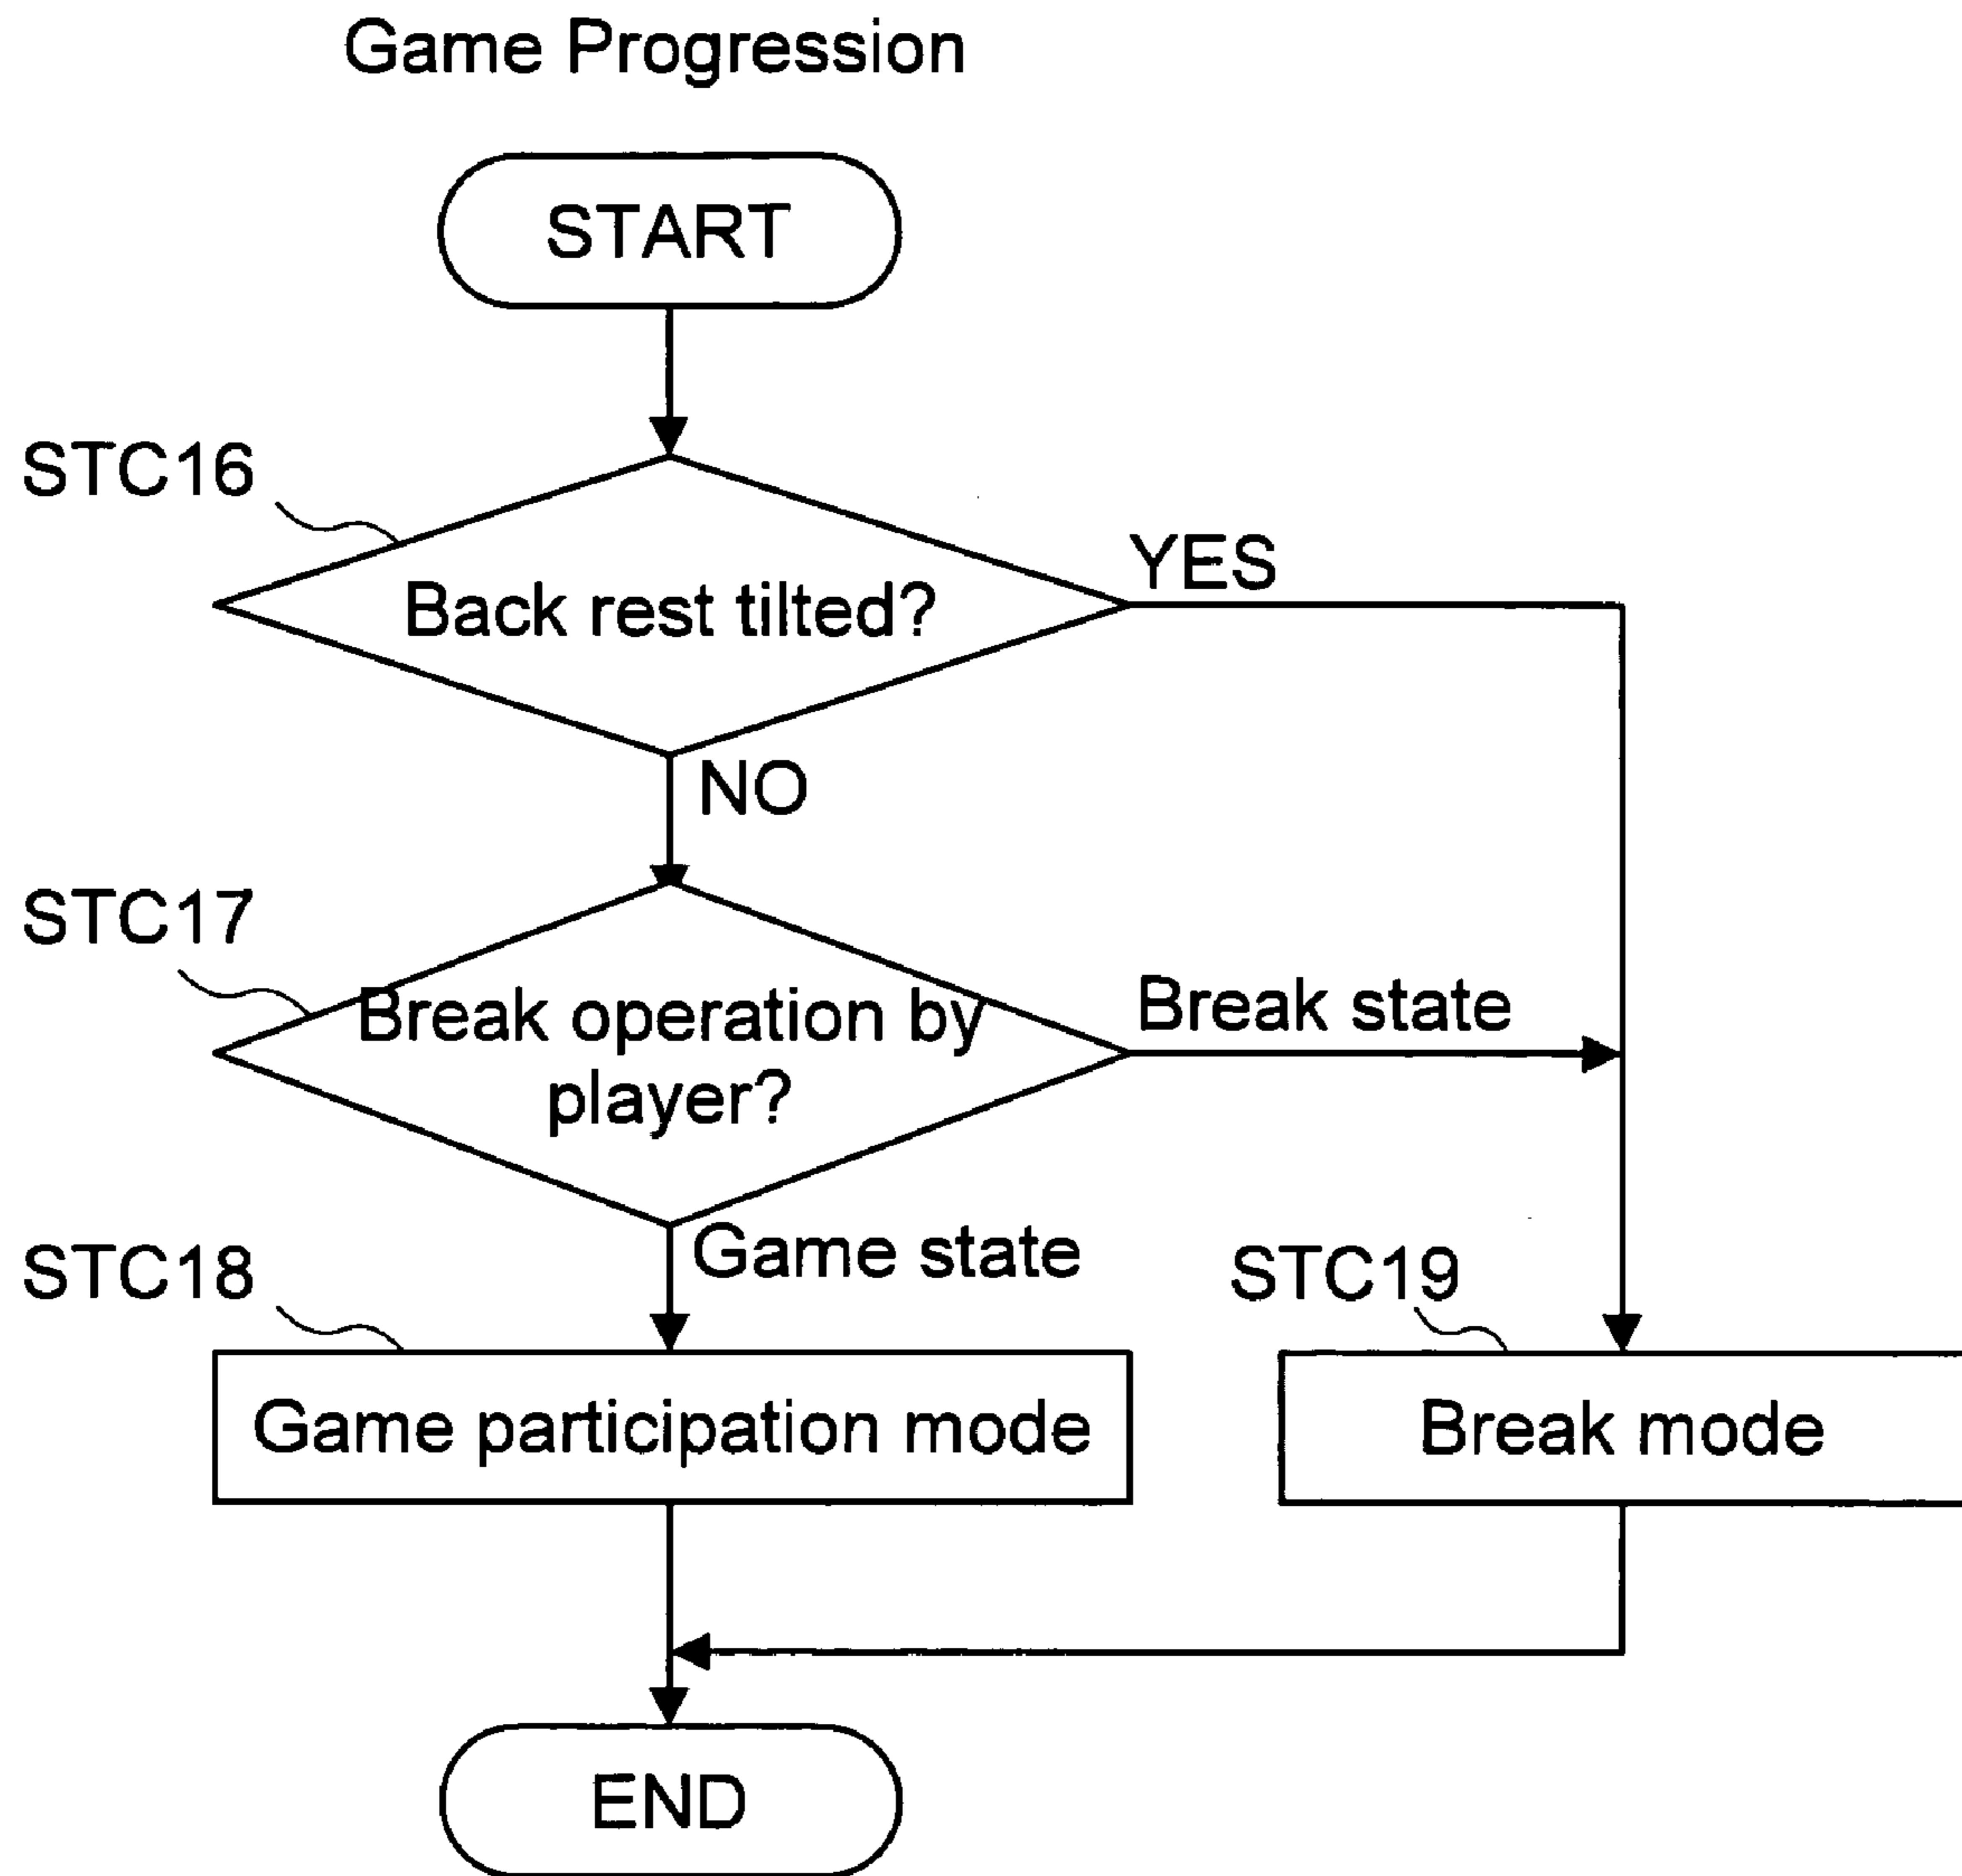 Game Progression
START
STC16
YES
Back rest tilted?
NO
STC17
Break operation by
player?
Break state
Game state
STC18
STC19
Game participation mode
Break mode
END